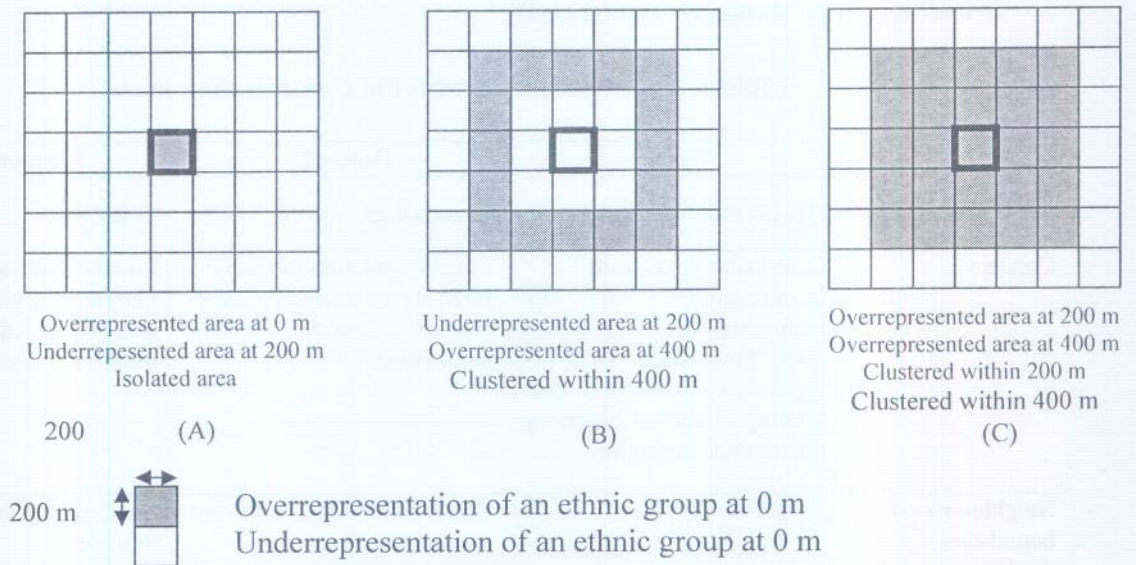 Overrepresented area at 0 m
Underrepesented area at 200 m
Isolated area
(A)
Underrepresented area at 200 m
Overrepresented area at 400 m
Clustered within 400 m
(B)
Overrepresented area at 200 m
Overrepresented area at 400 m
Clustered within 200 m
Clustered within 400 m
(C)
200
200 m
Overrepresentation of an ethnic group at 0 m
Underrepresentation of an ethnic group at 0 m